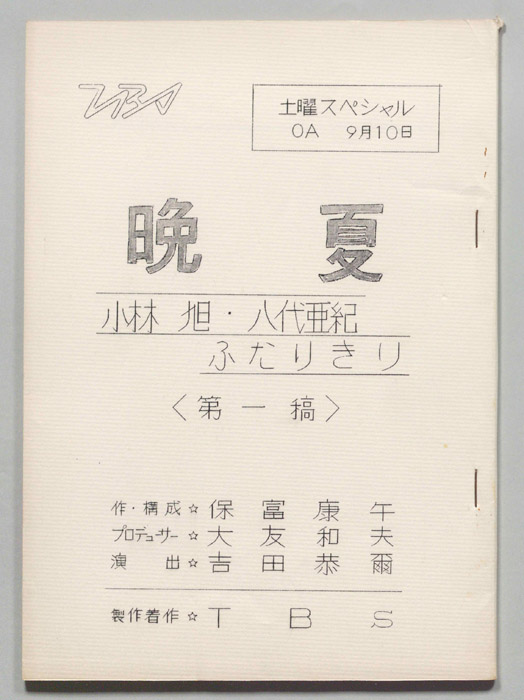 TBS
土曜スペシャル
OA 9月10日
晩夏
小林 旭・八代亜紀
ふたりきり
〈第一稿〉
作・構成☆保富康午
プロデューサー☆大友和夫
演出☆吉田恭爾
製作着作☆TBS